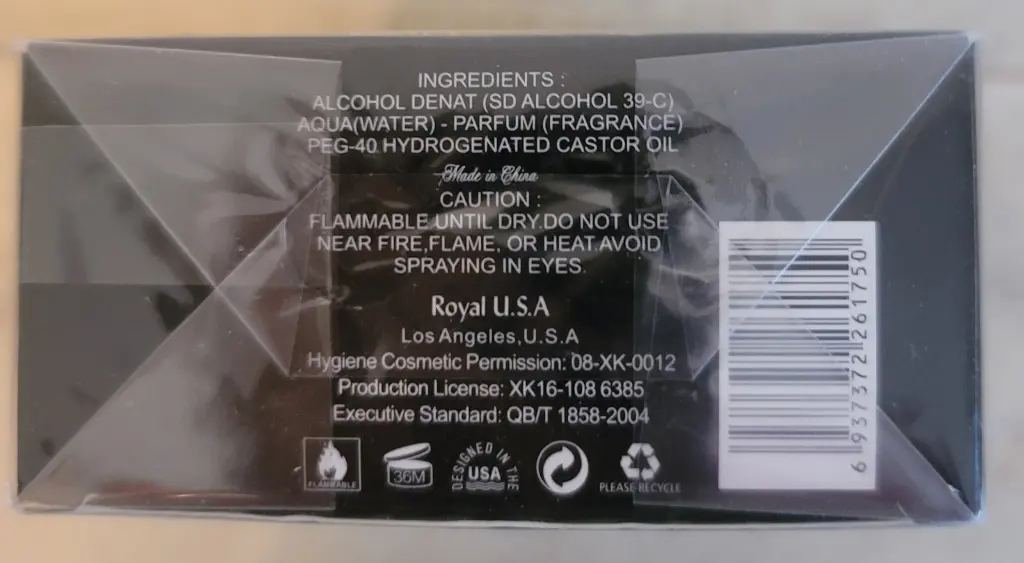 INGREDIENTS :
ALCOHOL DENAT (SD ALCOHOL 39-C)
AQUA(WATER) - PARFUM (FRAGRANCE)
PEG-40 HYDROGENATED CASTOR OIL
Made in China
CAUTION :
FLAMMABLE UNTIL DRY.DO NOT USE
NEAR FIRE,FLAME, OR HEAT.AVOID
SPRAYING IN EYES.
Royal U.S.A
Los Angeles,U.S.A
Hygiene Cosmetic Permission: 08-XK-0012
Production License: XK16-108 6385
Executive Standard: QB/T 1858-2004
FLAMMABLE
36M
DESIGNED IN THE
USA
PLEASE RECYCLE
6 937372 261750